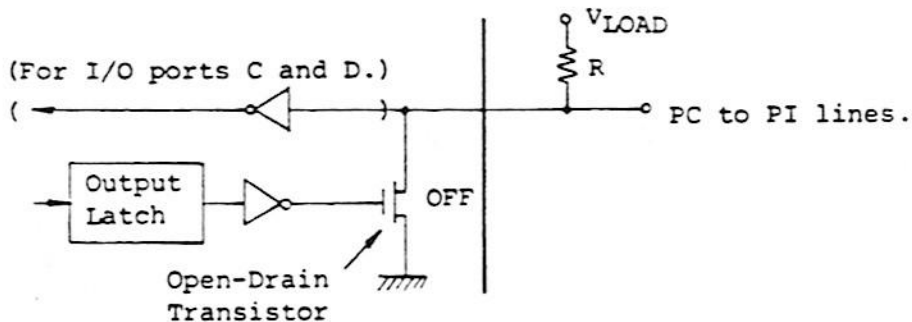 VLOAD
R
(For I/O ports C and D.)
( )
PC to PI lines.
Output
Latch
OFF
Open-Drain
Transistor